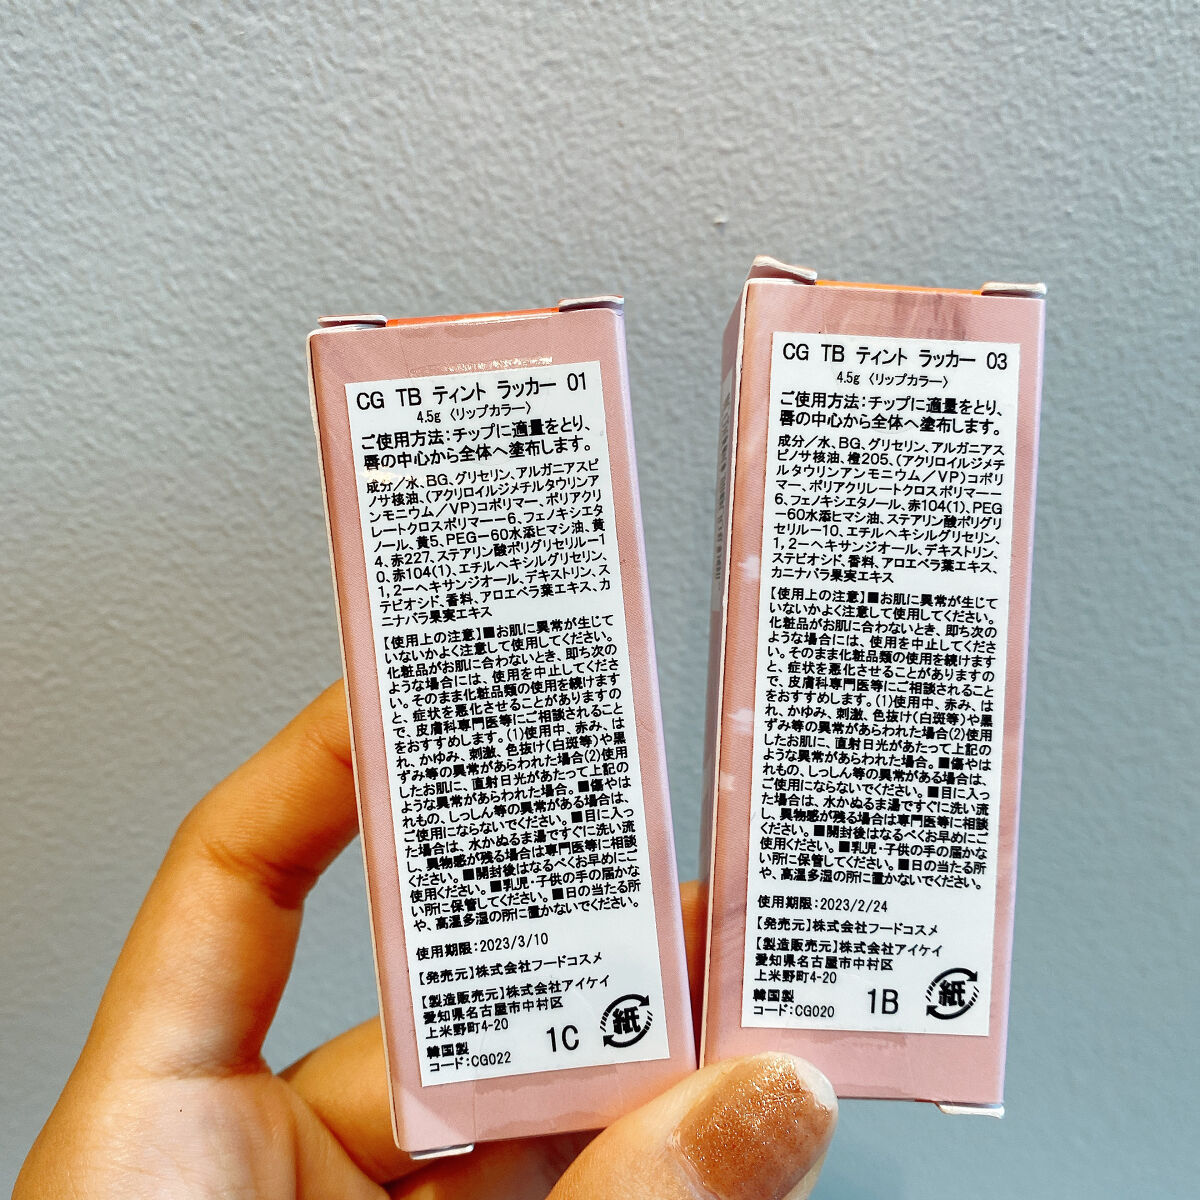 CG TB ティント ラッカー 01
4.5g 〈リップカラー〉
ご使用方法:チップに適量をとり、
唇の中心から全体へ塗布します。
成分／水、BG、グリセリン、アルガニアスピ
ノサ核油、(アクリロイルジメチルタウリンア
ンモニウム／VP)コポリマー、ポリアクリ
レートクロスポリマー－6、フェノキシエタ
ノール、黄5、PEG－60水添ヒマシ油、黄
4、赤227、ステアリン酸ポリグリセリル－1
0、赤104(1)、エチルヘキシルグリセリン、
1,2－ヘキサンジオール、デキストリン、ス
テビオシド、香料、アロエベラ葉エキス、カ
ニナバラ果実エキス
【使用上の注意】■お肌に異常が生じて
いないかよく注意して使用してください。
化粧品がお肌に合わないとき、即ち次の
ような場合には、使用を中止してくださ
い。そのまま化粧品類の使用を続けます
と、症状を悪化させることがありますの
で、皮膚科専門医等にご相談されること
をおすすめします。(1)使用中、赤み、は
れ、かゆみ、刺激、色抜け(白斑等)や黒
ずみ等の異常があらわれた場合(2)使用
したお肌に、直射日光があたって上記の
ような異常があらわれた場合。■傷やは
れもの、しっしん等の異常がある場合は、
ご使用にならないでください。■目に入っ
た場合は、水かぬるま湯ですぐに洗い流
し、異物感が残る場合は専門医等に相談
ください。■開封後はなるべくお早めにご
使用ください。■乳児・子供の手の届かな
い所に保管してください。■日の当たる所
や、高温多湿の所に置かないでください。
使用期限:2023/3/10
【発売元】株式会社フードコスメ
【製造販売元】株式会社アイケイ
愛知県名古屋市中村区
上米野町4-20
韓国製
コード:CG022
1C
紙
CG TB ティント ラッカー 03
4.5g 〈リップカラー〉
ご使用方法:チップに適量をとり、
唇の中心から全体へ塗布します。
成分／水、BG、グリセリン、アルガニアス
ピノサ核油、橙205、(アクリロイルジメチ
ルタウリンアンモニウム／VP)コポリ
マー、ポリアクリレートクロスポリマー－
6、フェノキシエタノール、赤104(1)、PEG
－60水添ヒマシ油、ステアリン酸ポリグリ
セリル－10、エチルヘキシルグリセリン、
1,2－ヘキサンジオール、デキストリン、
ステビオシド、香料、アロエベラ葉エキス、
カニナバラ果実エキス
【使用上の注意】■お肌に異常が生じて
いないかよく注意して使用してください。
化粧品がお肌に合わないとき、即ち次の
ような場合には、使用を中止してくださ
い。そのまま化粧品類の使用を続けます
と、症状を悪化させることがありますの
で、皮膚科専門医等にご相談されること
をおすすめします。(1)使用中、赤み、は
れ、かゆみ、刺激、色抜け(白斑等)や黒
ずみ等の異常があらわれた場合(2)使用
したお肌に、直射日光があたって上記の
ような異常があらわれた場合。■傷やは
れもの、しっしん等の異常がある場合は、
ご使用にならないでください。■目に入っ
た場合は、水かぬるま湯ですぐに洗い流
し、異物感が残る場合は専門医等に相談
ください。■開封後はなるべくお早めにご
使用ください。■乳児・子供の手の届かな
い所に保管してください。■日の当たる所
や、高温多湿の所に置かないでください。
使用期限:2023/2/24
【発売元】株式会社フードコスメ
【製造販売元】株式会社アイケイ
愛知県名古屋市中村区
上米野町4-20
韓国製
コード:CG020
1B
紙